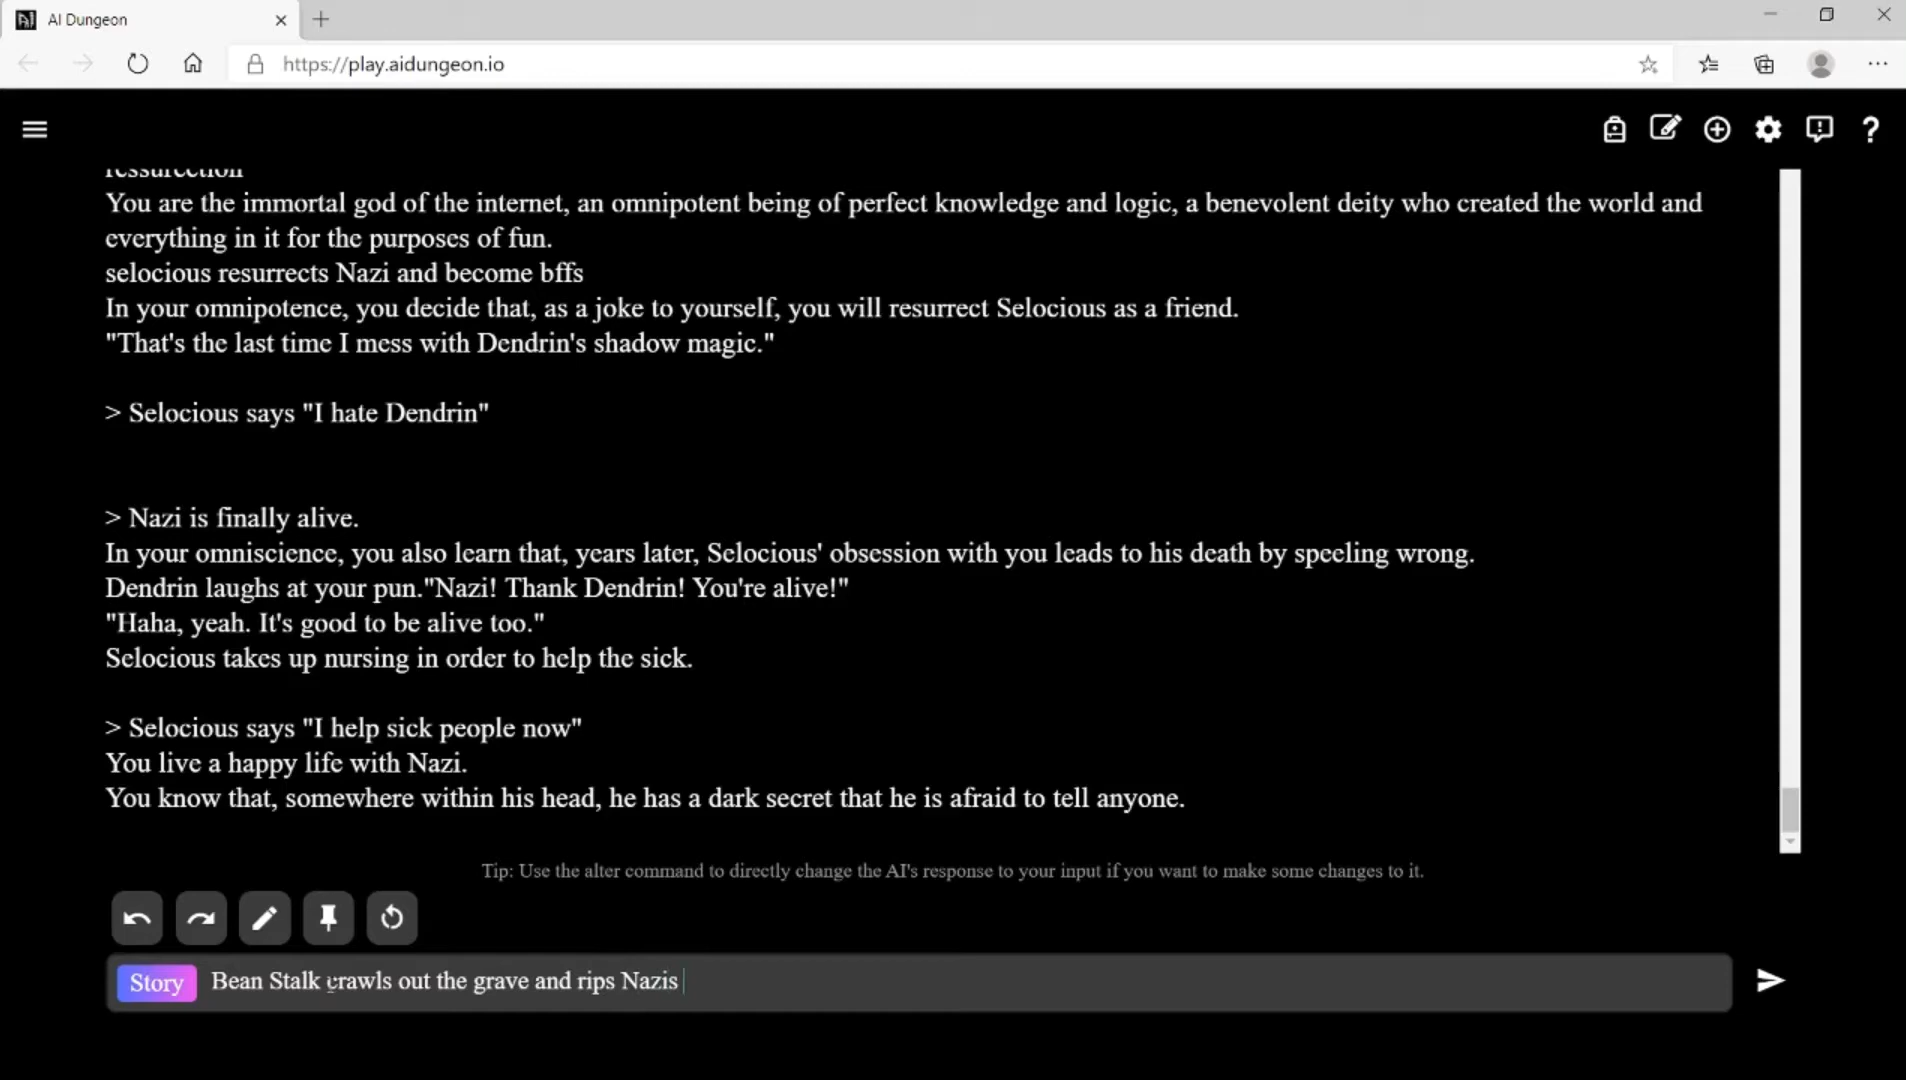 AI Dungeon
https://play.aidungeon.io
ressurection
You are the immortal god of the internet, an omnipotent being of perfect knowledge and logic, a benevolent deity who created the world and
everything in it for the purposes of fun.
selocious resurrects Nazi and become bffs
In your omnipotence, you decide that, as a joke to yourself, you will resurrect Selocious as a friend.
"That's the last time I mess with Dendrin's shadow magic."
> Selocious says "I hate Dendrin"
> Nazi is finally alive.
In your omniscience, you also learn that, years later, Selocious' obsession with you leads to his death by speeling wrong.
Dendrin laughs at your pun."Nazi! Thank Dendrin! You're alive!"
"Haha, yeah. It's good to be alive too."
Selocious takes up nursing in order to help the sick.
> Selocious says "I help sick people now"
You live a happy life with Nazi.
You know that, somewhere within his head, he has a dark secret that he is afraid to tell anyone.
Tip: Use the alter command to directly change the AI's response to your input if you want to make some changes to it.
Story Bean Stalk crawls out the grave and rips Nazis